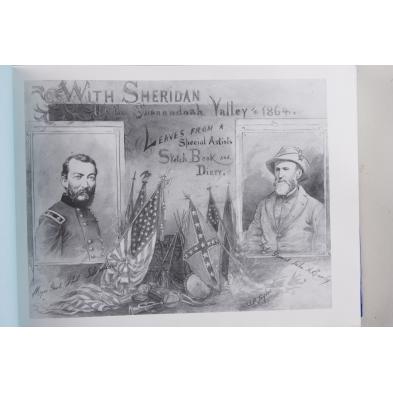 WITH SHERIDAN
In the Shenandoah Valley in 1864.
LEAVES FROM A
Special Artist's
Sketch Book and
Diary.